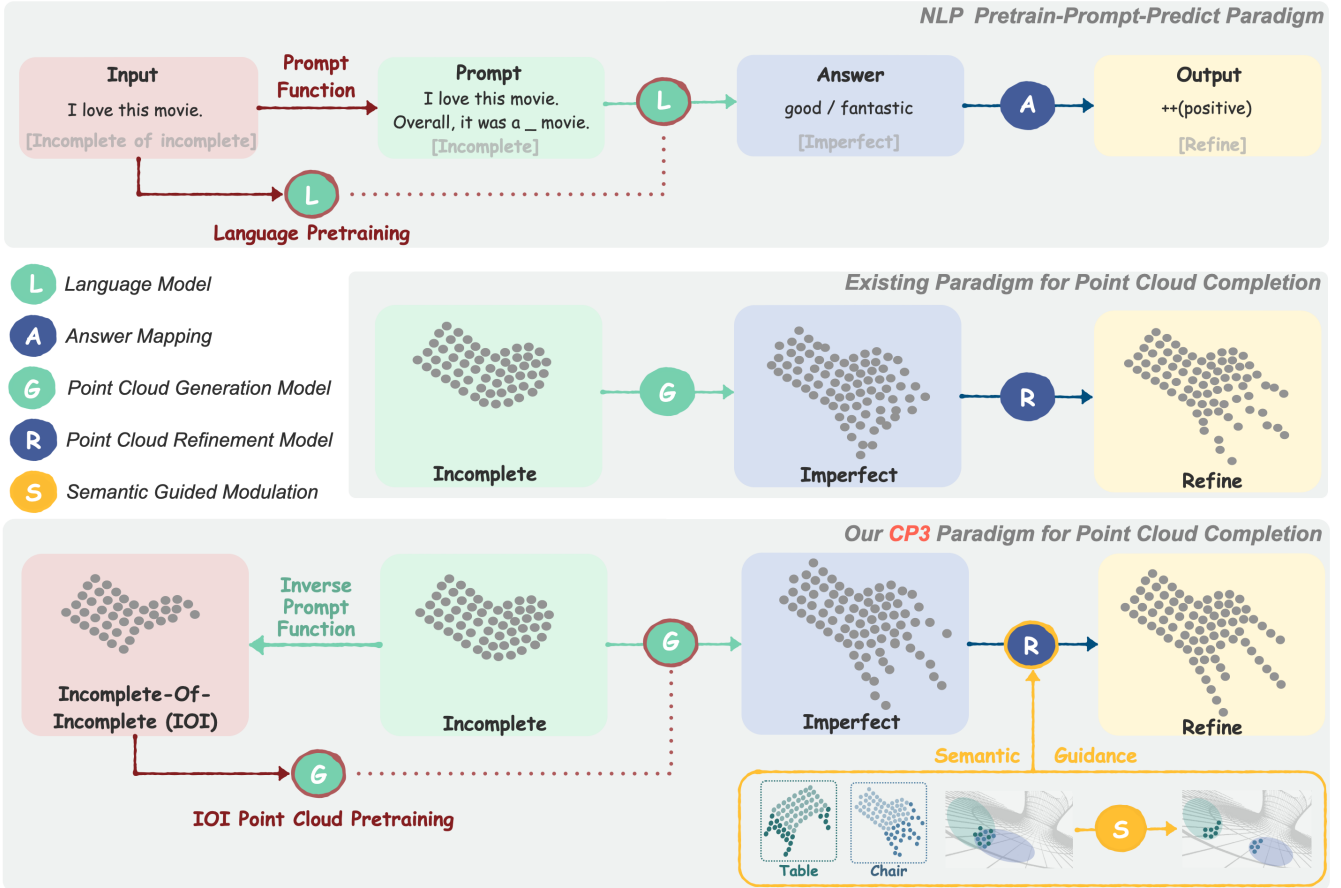 NLP Pretrain-Prompt-Predict Paradigm
Input
I love this movie.
[Incomplete of incomplete]
Prompt
Function
Prompt
I love this movie.
Overall, it was a _ movie.
[Incomplete]
L
Answer
good / fantastic
[Imperfect]
A
Output
++(positive)
[Refine]
L
Language Pretraining
L Language Model
A Answer Mapping
G Point Cloud Generation Model
R Point Cloud Refinement Model
S Semantic Guided Modulation
Existing Paradigm for Point Cloud Completion
Incomplete
G
Imperfect
R
Refine
Our CP3 Paradigm for Point Cloud Completion
Incomplete-Of-
Incomplete (IOI)
Inverse
Prompt
Function
Incomplete
G
Imperfect
R
Refine
G
IOI Point Cloud Pretraining
Semantic Guidance
Table
Chair
S